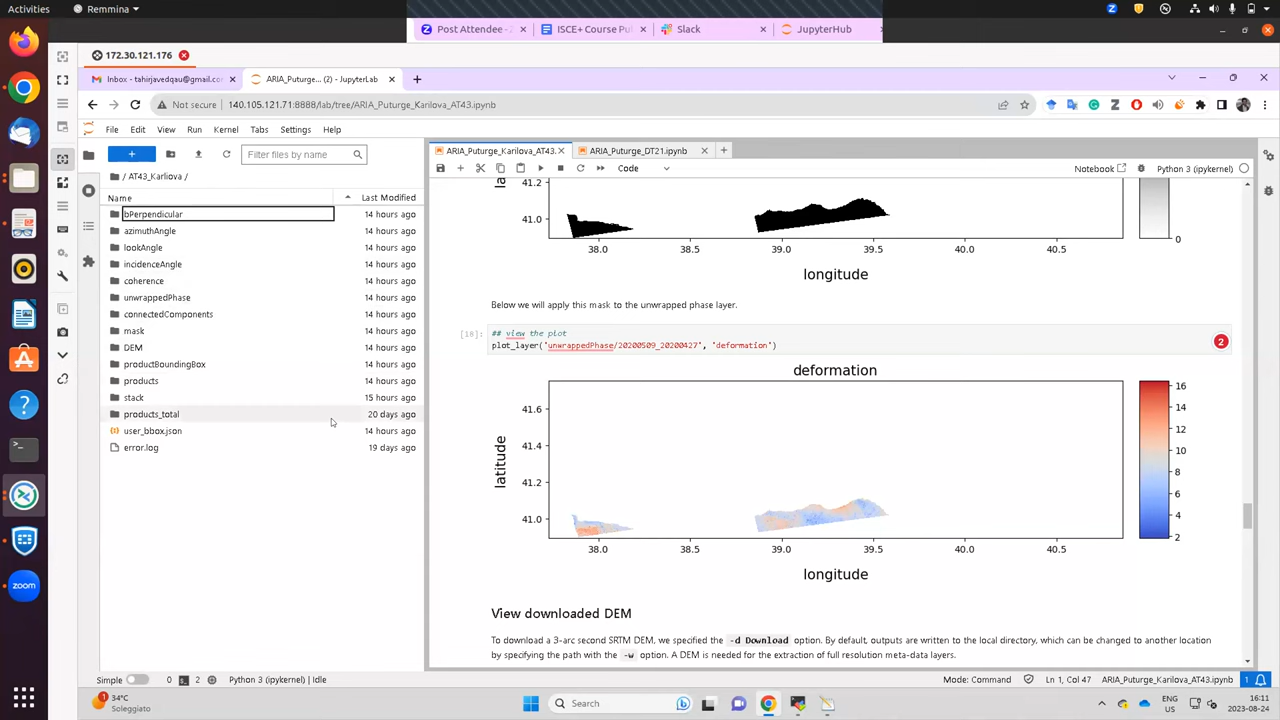 Activities
Remmina
Post Attendee -
ISCE+ Course Pu
Slack
JupyterHub
172.30.121.176
Inbox - tahirjavedqau@gmail.co
ARIA_Puturge... (2) - JupyterLab
Not secure
140.105.121.71:8888/lab/tree/ARIA_Puturge_Karilova_AT43.ipynb
File Edit View Run Kernel Tabs Settings Help
Filter files by name
/ AT43_Karliova /
Name Last Modified
bPerpendicular 14 hours ago
azimuthAngle 14 hours ago
lookAngle 14 hours ago
incidenceAngle 14 hours ago
coherence 14 hours ago
unwrappedPhase 14 hours ago
connectedComponents 14 hours ago
mask 14 hours ago
DEM 14 hours ago
productBoundingBox 14 hours ago
products 14 hours ago
stack 15 hours ago
products_total 20 days ago
user_bbox.json 14 hours ago
error.log 19 days ago
ARIA_Puturge_Karilova_AT43.
ARIA_Puturge_DT21.ipynb
Code
Notebook
Python 3 (ipykernel)
41.2
41.0
0
38.0 38.5 39.0 39.5 40.0 40.5
longitude
Below we will apply this mask to the unwrapped phase layer.
[18]:
## view the plot
plot_layer('unwrappedPhase/20200509_20200427', 'deformation')
2
deformation
41.6
41.4
41.2
41.0
latitude
16
14
12
10
8
6
4
2
38.0 38.5 39.0 39.5 40.0 40.5
longitude
View downloaded DEM
To download a 3-arc second SRTM DEM, we specified the -d Download option. By default, outputs are written to the local directory, which can be changed to another location
by specifying the path with the -w option. A DEM is needed for the extraction of full resolution meta-data layers.
Simple 0 2 Python 3 (ipykernel) | Idle
Mode: Command Ln 1, Col 47 ARIA_Puturge_Karilova_AT43.ipynb 1
zoom
1
34°C
Soleggiato
Search
ENG
US
16:11
2023-08-24